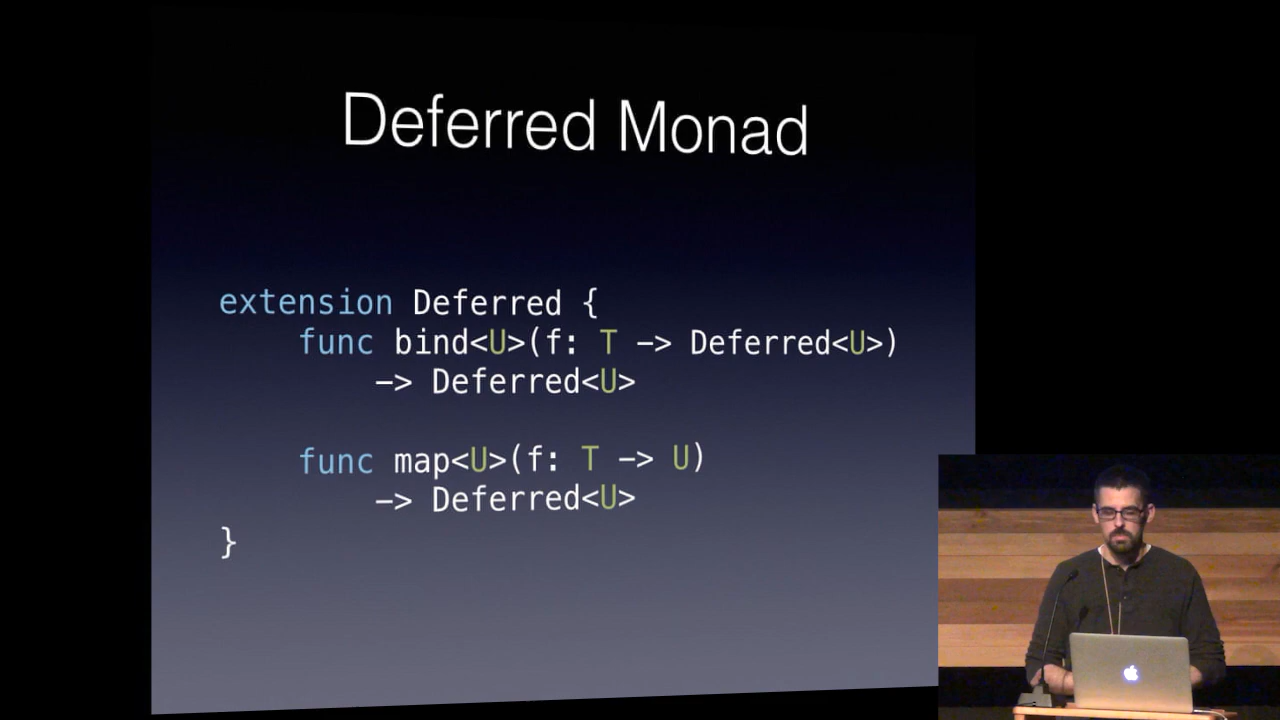 Deferred Monad
extension Deferred {
func bind<U>(f: T -> Deferred<U>)
-> Deferred<U>
func map<U>(f: T -> U)
-> Deferred<U>
}